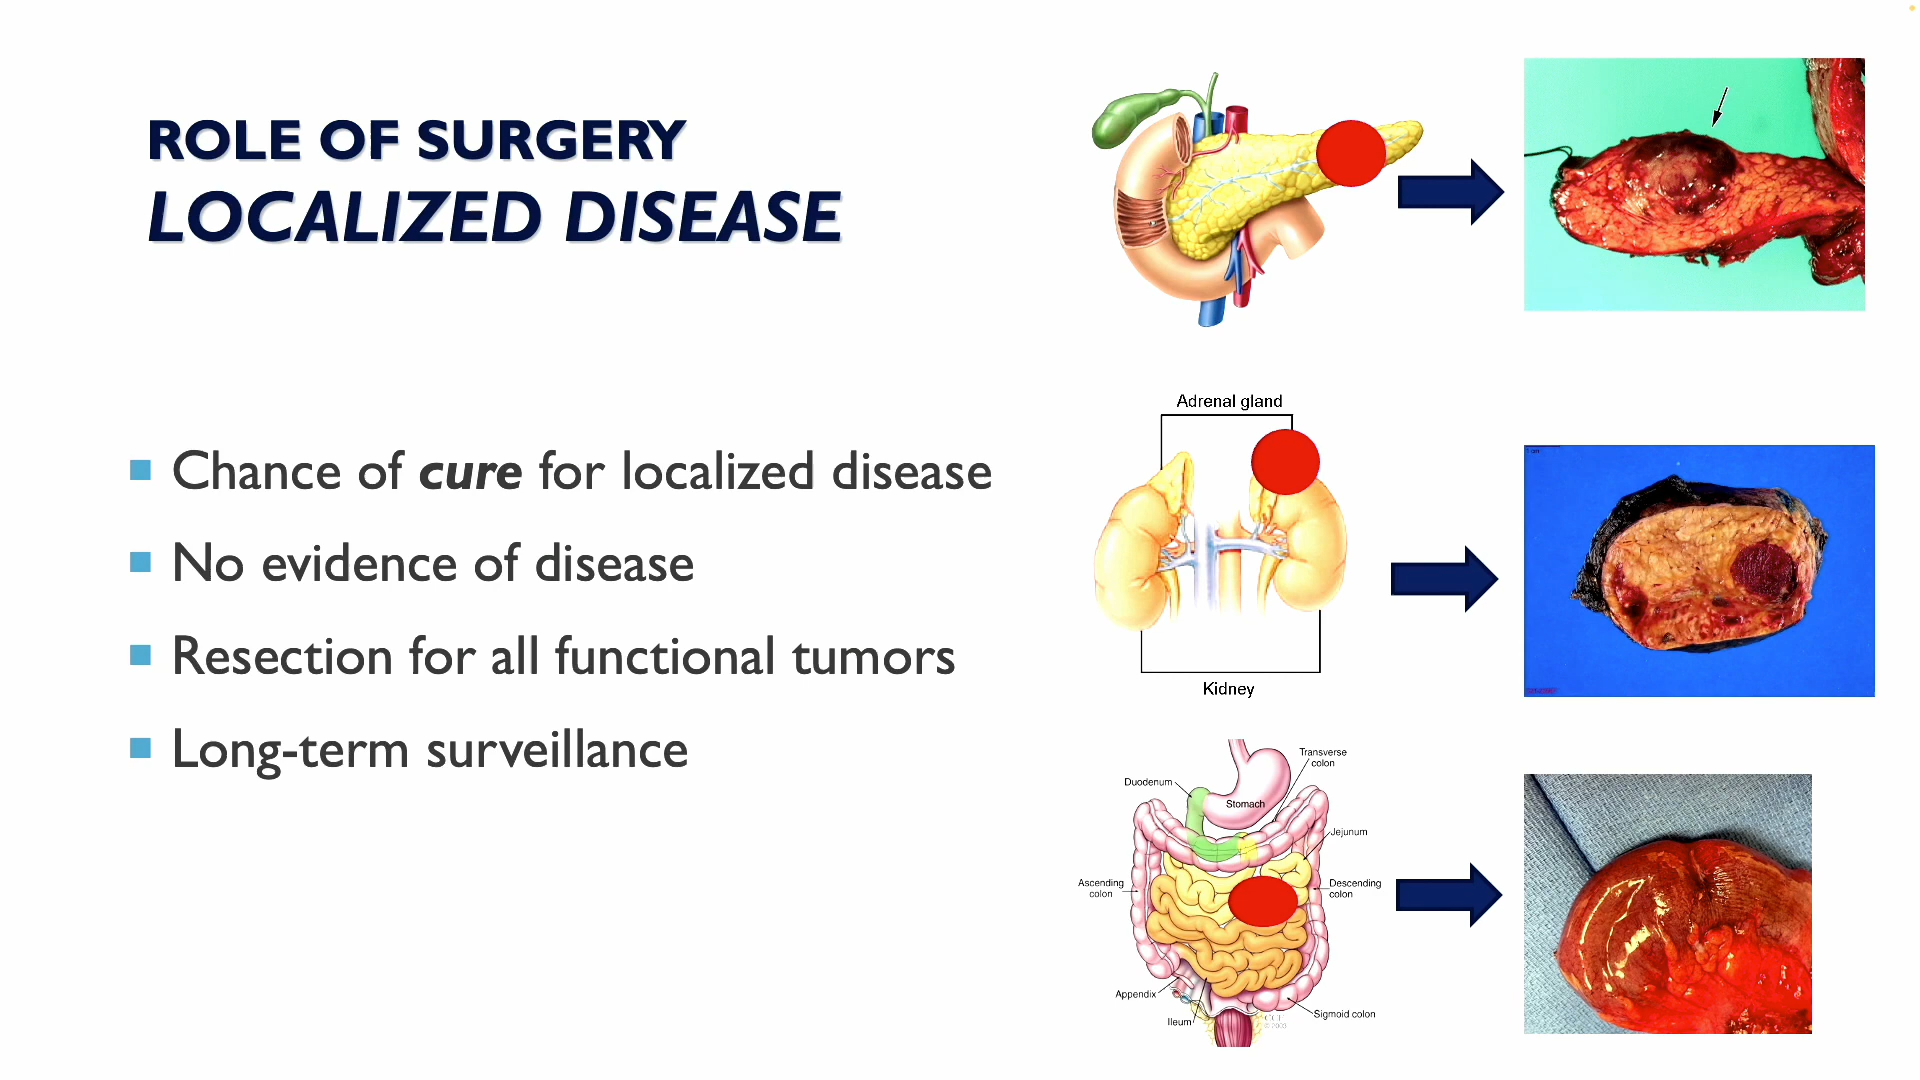 ROLE OF SURGERY
LOCALIZED DISEASE
Chance of cure for localized disease
No evidence of disease
Resection for all functional tumors
Long-term surveillance
Adrenal gland
Kidney
Transverse
colon
Duodenum
Stomach
Jejunum
Ascending
colon
Descending
colon
Appendix
Ileum
Sigmoid colon